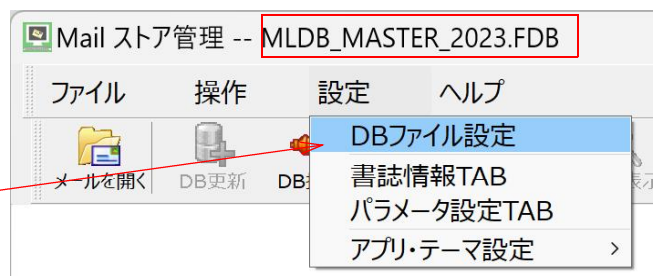 Mail ストア管理 -- MLDB_MASTER_2023.FDB
ファイル 操作 設定 ヘルプ
DBファイル設定
メールを開く DB更新 DB
書誌情報TAB
パラメータ設定TAB
アプリ・テーマ設定 >